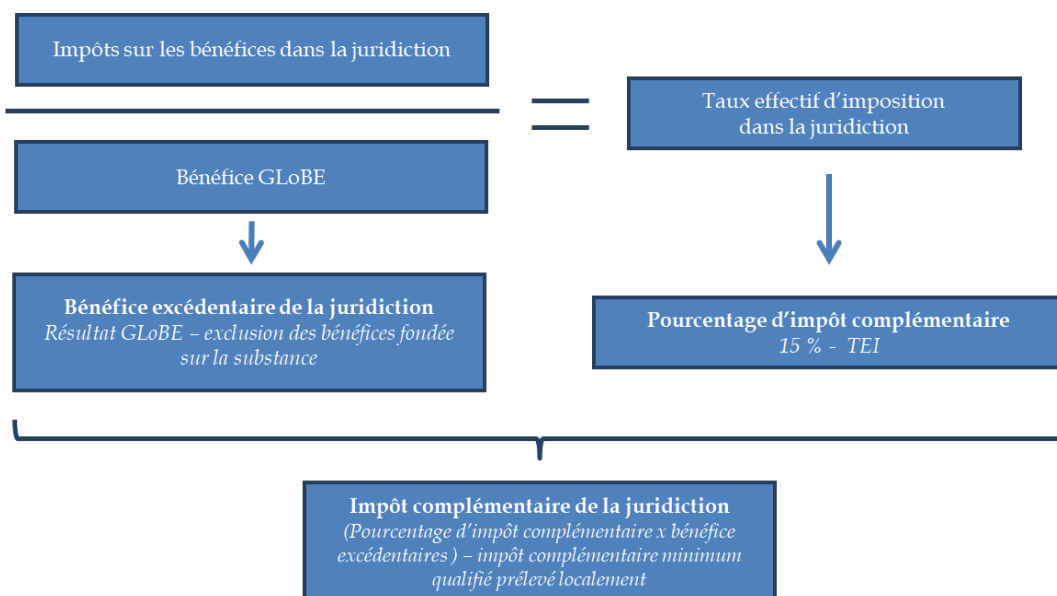 Impôts sur les bénéfices dans la juridiction
Bénéfice GLoBE
Taux effectif d'imposition
dans la juridiction
Bénéfice excédentaire de la juridiction
Résultat GLoBE – exclusion des bénéfices fondée
sur la substance
Pourcentage d'impôt complémentaire
15 % - TEI
Impôt complémentaire de la juridiction
(Pourcentage d'impôt complémentaire x bénéfice
excédentaires ) – impôt complémentaire minimum
qualifié prélevé localement